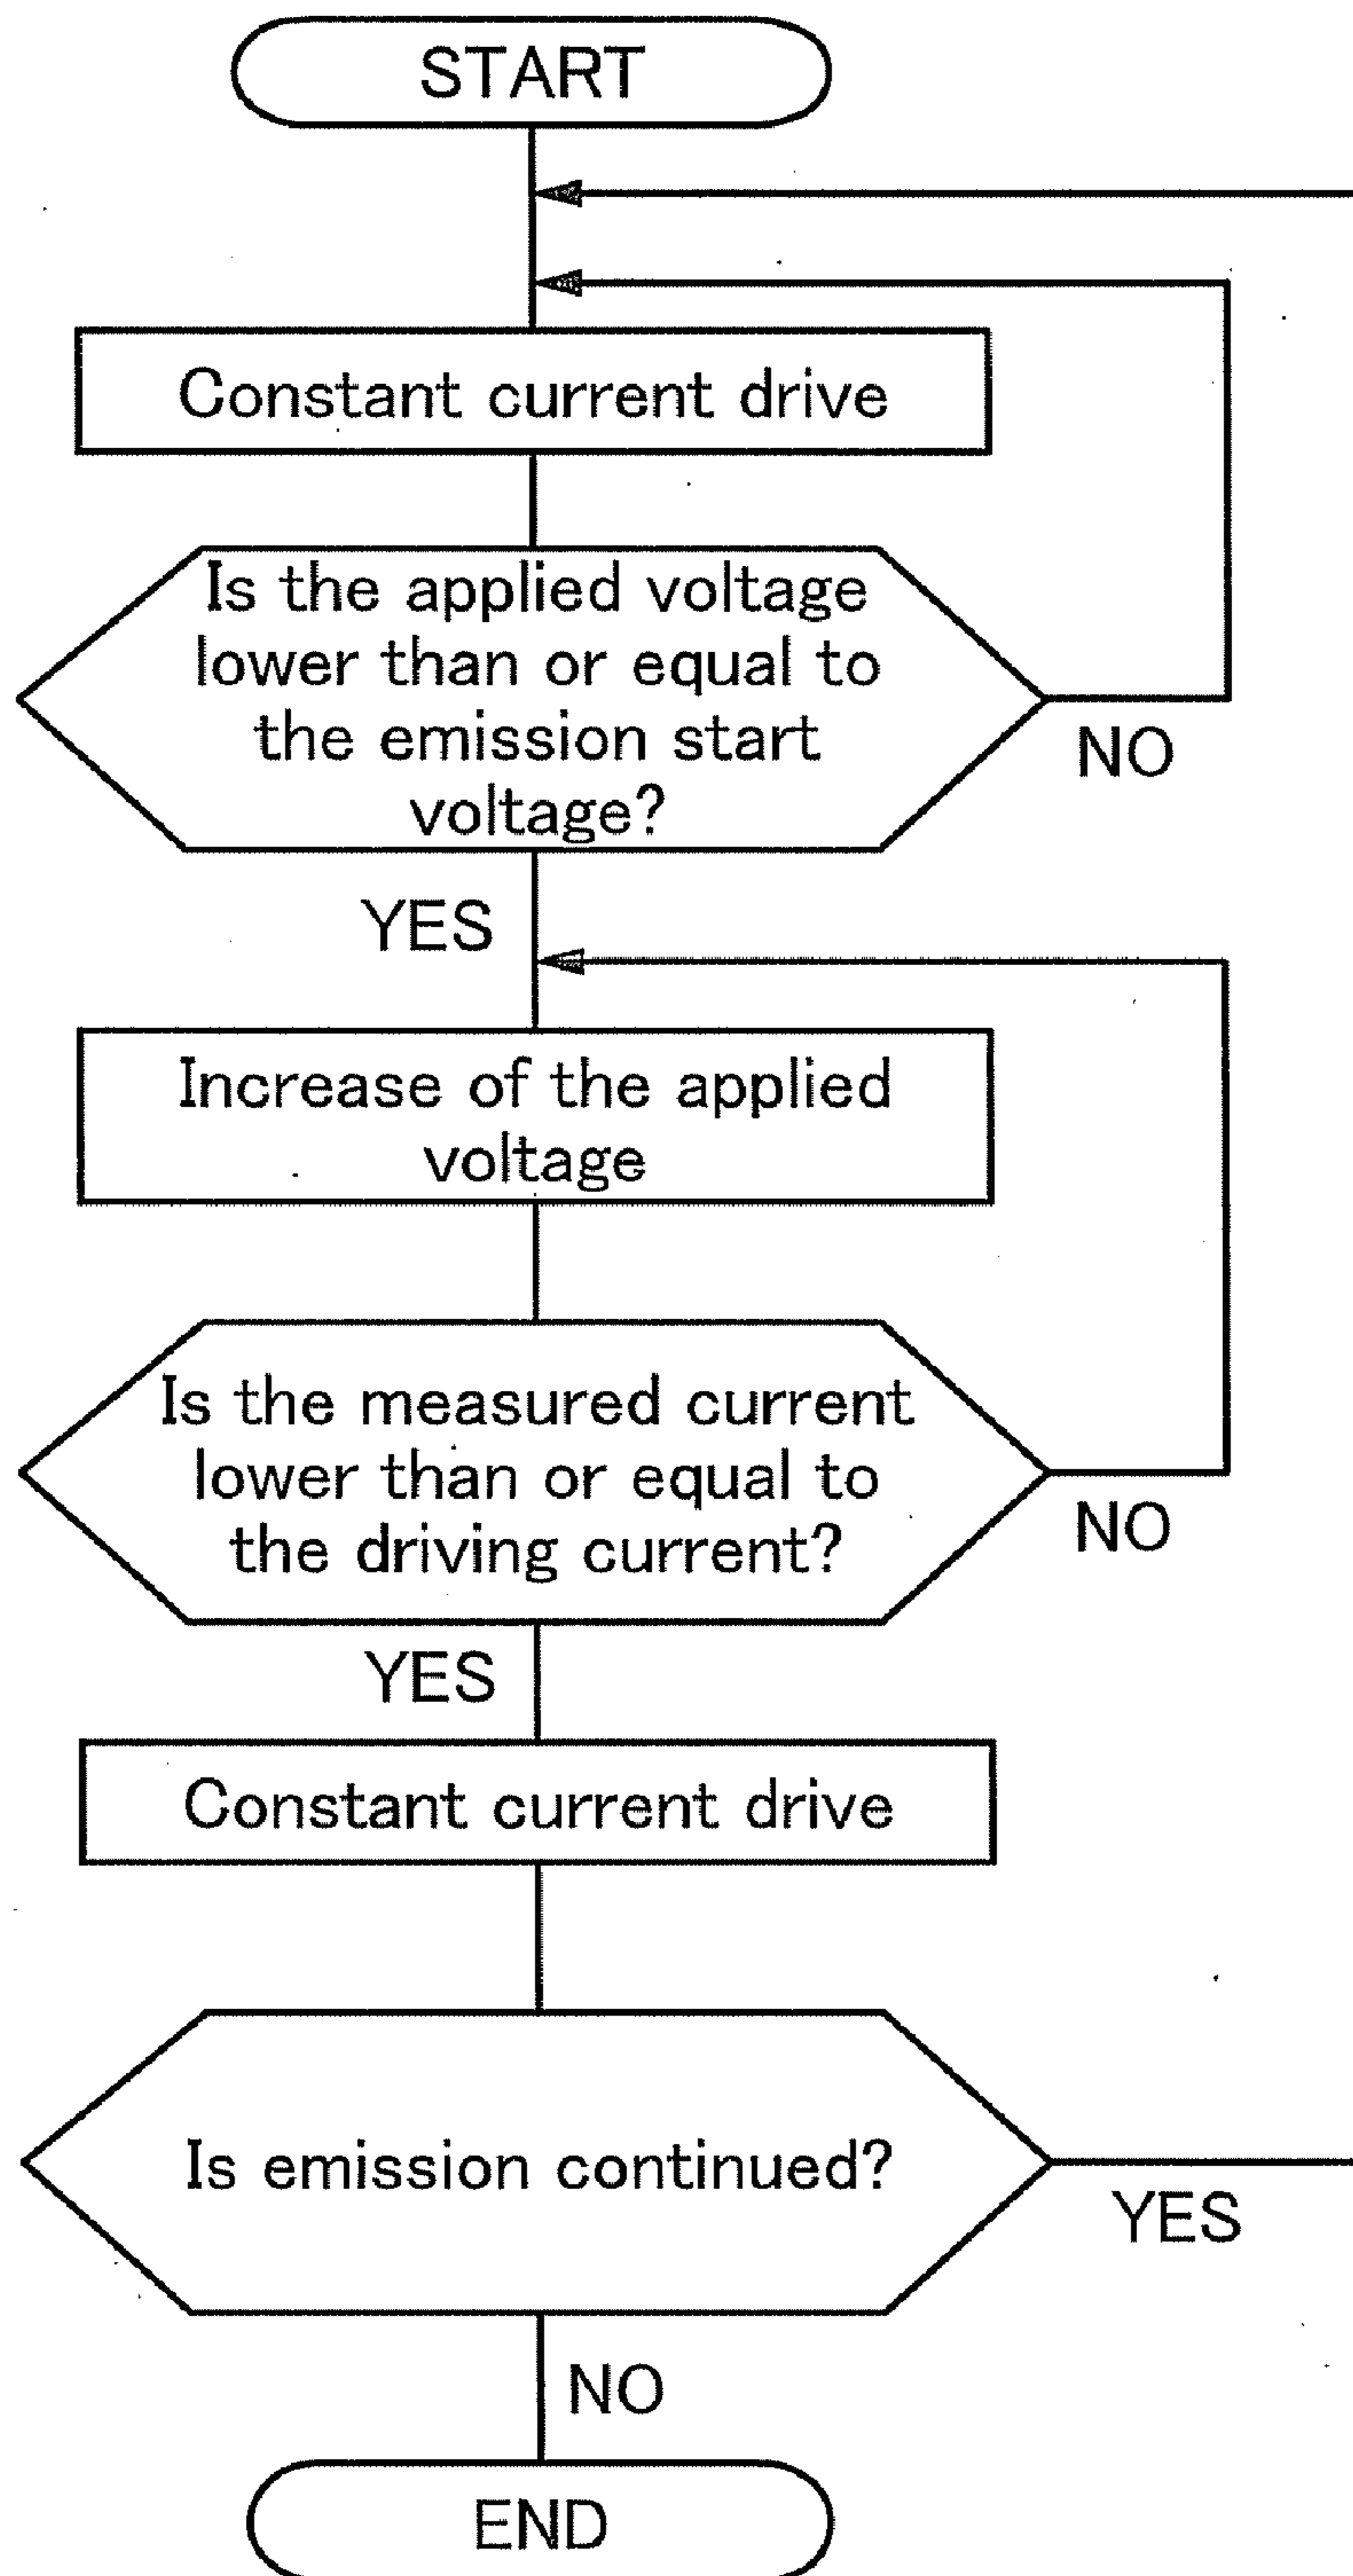 START
Constant current drive
Is the applied voltage
lower than or equal to
the emission start
voltage?
NO
YES
Increase of the applied
voltage
Is the measured current
lower than or equal to
the driving current?
NO
YES
Constant current drive
Is emission continued?
YES
NO
END